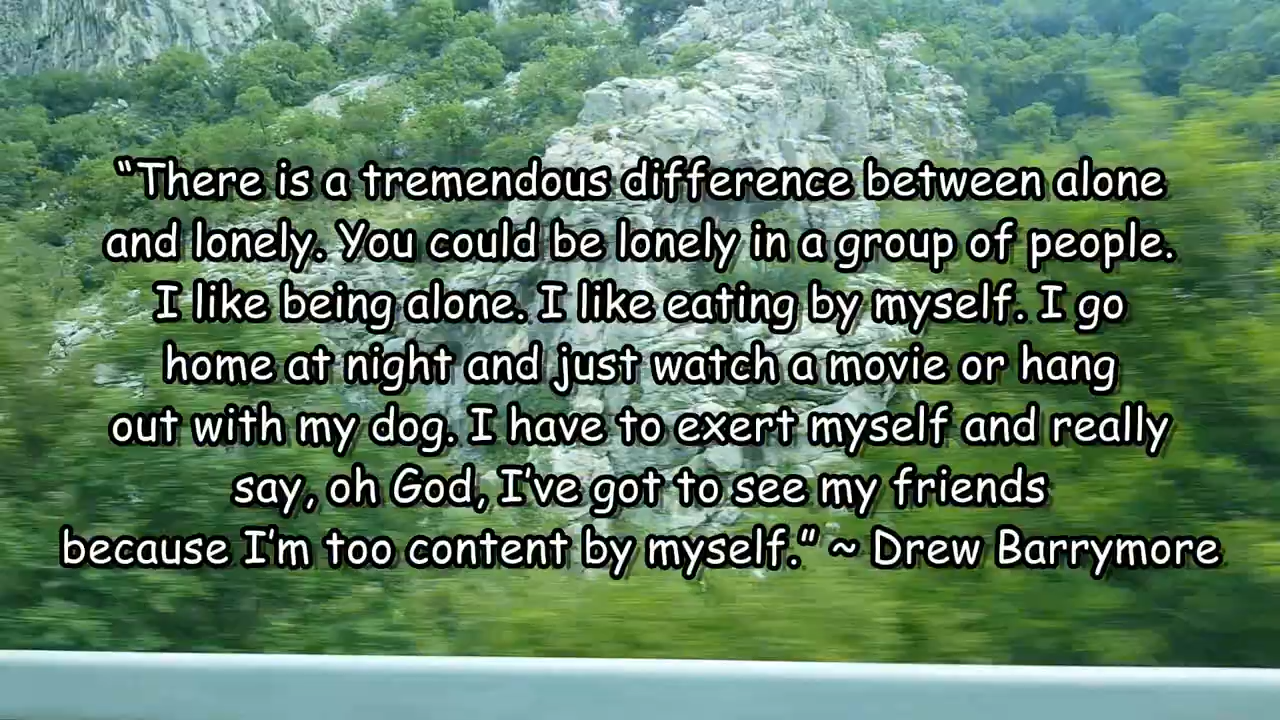 “There is a tremendous difference between alone
and lonely. You could be lonely in a group of people.
I like being alone. I like eating by myself. I go
home at night and just watch a movie or hang
out with my dog. I have to exert myself and really
say, oh God, I’ve got to see my friends
because I’m too content by myself.” ~ Drew Barrymore